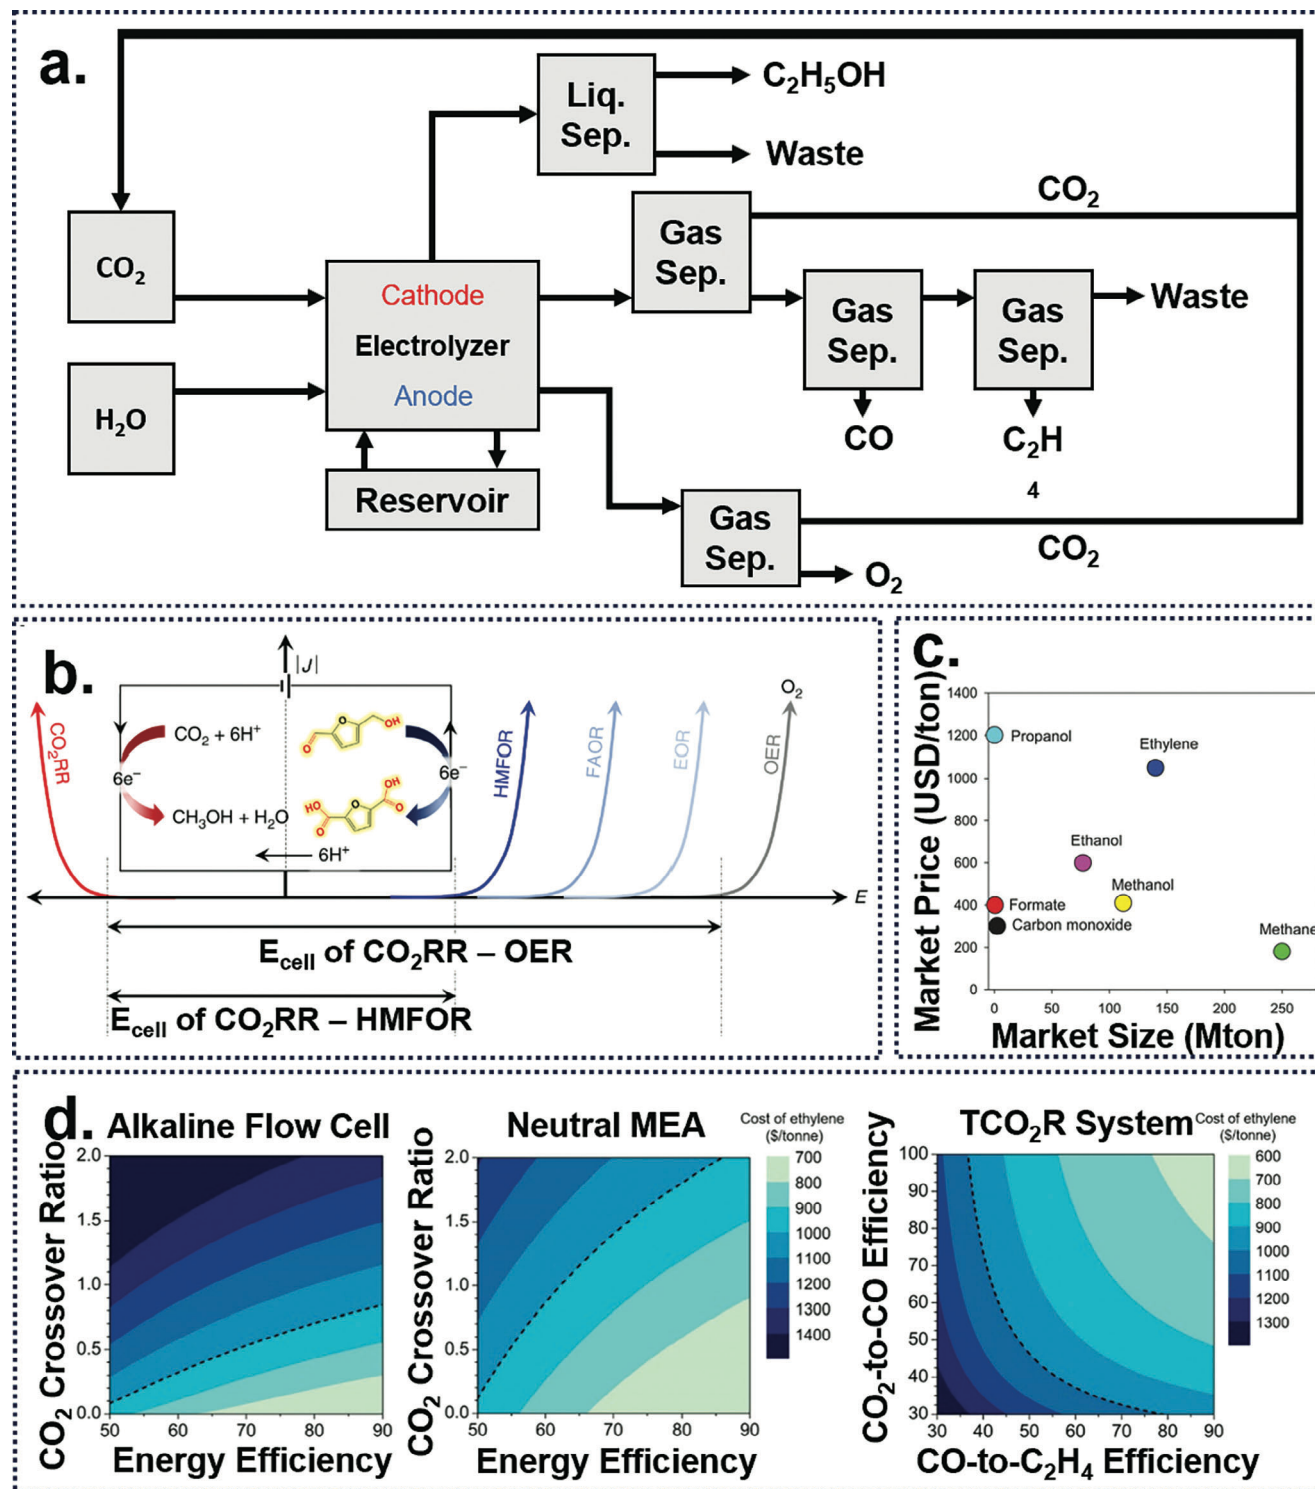 a.
Liq.
Sep.
C₂H₅OH
Waste
CO₂
Gas
Sep.
CO₂
Cathode
Electrolyzer
Anode
Gas
Sep.
Gas
Sep.
Waste
H₂O
CO
C₂H
4
Reservoir
Gas
Sep.
CO₂
O₂
b.
|J|
CO₂RR
CO₂ + 6H⁺
6e⁻
CH₃OH + H₂O
O
OH
O
6e⁻
HO
O
O
OH
O
6H⁺
HMFOR
FAOR
EOR
OER
O₂
E
E_cell of CO₂RR – OER
E_cell of CO₂RR – HMFOR
c.
Market Price (USD/ton)
1400
1200
1000
800
600
400
200
0
Propanol
Ethylene
Ethanol
Methanol
Formate
Carbon monoxide
Methane
0 50 100 150 200 250
Market Size (Mton)
d.
Alkaline Flow Cell
CO₂ Crossover Ratio
2.0
1.5
1.0
0.5
0.0
50 60 70 80 90
Energy Efficiency
Neutral MEA
CO₂ Crossover Ratio
2.0
1.5
1.0
0.5
0.0
50 60 70 80 90
Energy Efficiency
Cost of ethylene
($/tonne)
700
800
900
1000
1100
1200
1300
1400
TCO₂R System
CO₂-to-CO Efficiency
100
90
80
70
60
50
40
30
30 40 50 60 70 80 90
CO-to-C₂H₄ Efficiency
Cost of ethylene
($/tonne)
600
700
800
900
1000
1100
1200
1300